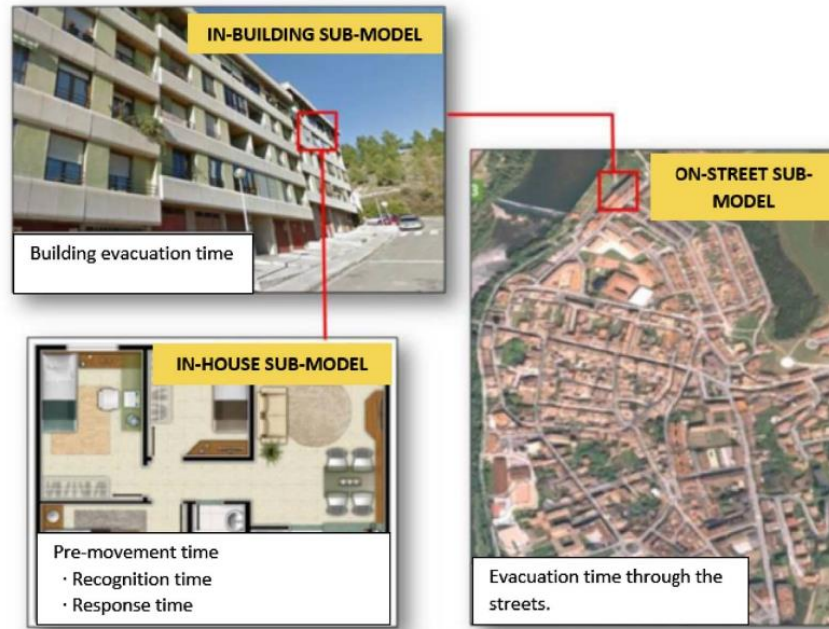 IN-BUILDING SUB-MODEL
Building evacuation time
ON-STREET SUB-
MODEL
Evacuation time through the
streets.
IN-HOUSE SUB-MODEL
Pre-movement time
· Recognition time
· Response time